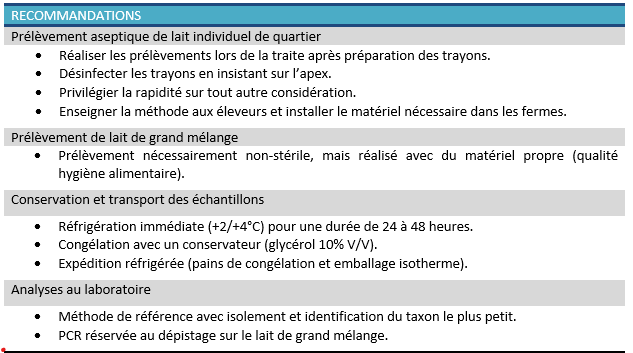 RECOMMANDATIONS
Prélèvement aseptique de lait individuel de quartier
• Réaliser les prélèvements lors de la traite après préparation des trayons.
• Désinfecter les trayons en insistant sur l’apex.
• Privilégier la rapidité sur tout autre considération.
• Enseigner la méthode aux éleveurs et installer le matériel nécessaire dans les fermes.
Prélèvement de lait de grand mélange
• Prélèvement nécessairement non-stérile, mais réalisé avec du matériel propre (qualité
hygiène alimentaire).
Conservation et transport des échantillons
• Réfrigération immédiate (+2/+4°C) pour une durée de 24 à 48 heures.
• Congélation avec un conservateur (glycérol 10% V/V).
• Expédition réfrigérée (pains de congélation et emballage isotherme).
Analyses au laboratoire
• Méthode de référence avec isolement et identification du taxon le plus petit.
• PCR réservée au dépistage sur le lait de grand mélange.